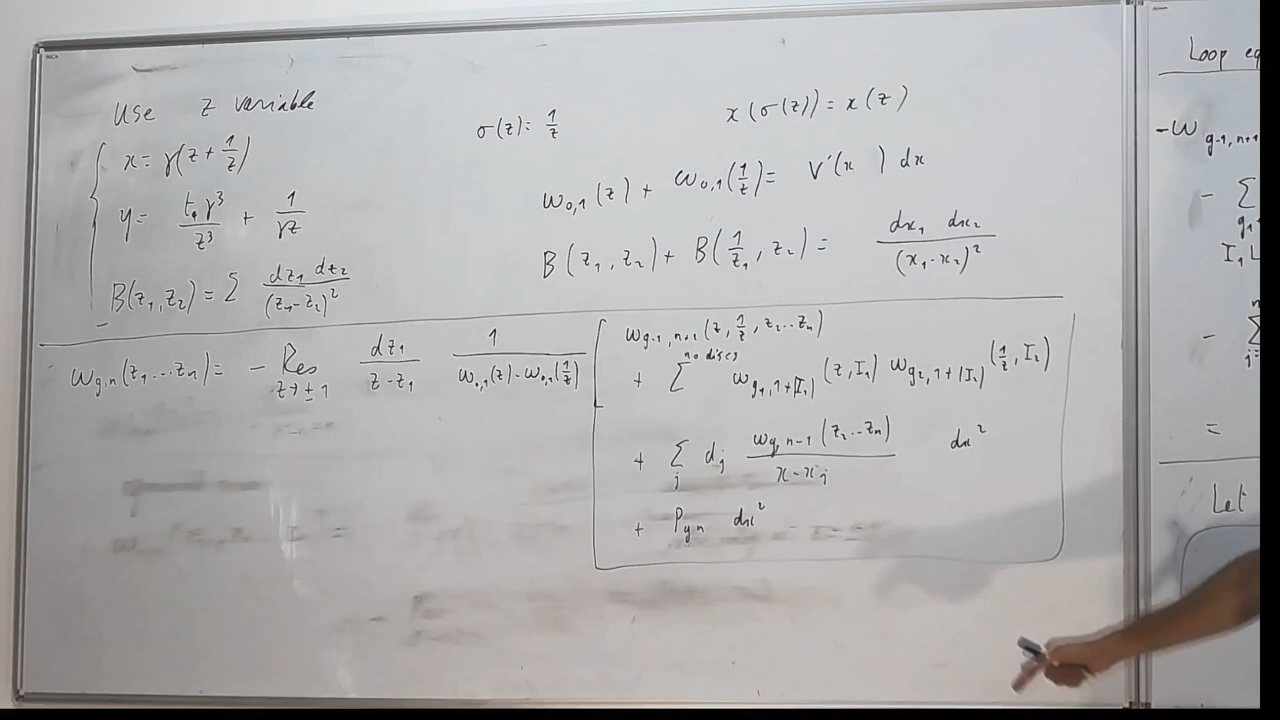 Use z variable
x = γ(z + 1/z)
y = t₄γ³/z³ + 1/γz
B(z₁,z₂) = Σ dz₁ dz₂/(z₁-z₂)²
σ(z) = 1/z
x(σ(z)) = x(z)
ω₀,₁(z) + ω₀,₁(1/z) = V'(x ) dx
B(z₁,z₂) + B(1/z₁, z₂) = dx₁ dx₂/(x₁-x₂)²
ω_{g,n}(z₁...z_n) = - Res_{z→±1} dz₁/(z-z₁) 1/(ω₀,₁(z)-ω₀,₁(1/z)) [ ω_{g-1,n+1}(z, 1/z, z₂...z_n)
+ Σ^{no discs} ω_{g₁,1+|I₁|}(z,I₁) ω_{g₂,1+|I₂|}(1/z, I₂)
+ Σ_j d_j ω_{g,n-1}(z₂...z_n)/(x-x_j) dx²
+ P_{g,n} dx²
Loop
-ω_{g-1,n+1}
- Σ
I₁
- Σ
=
Let